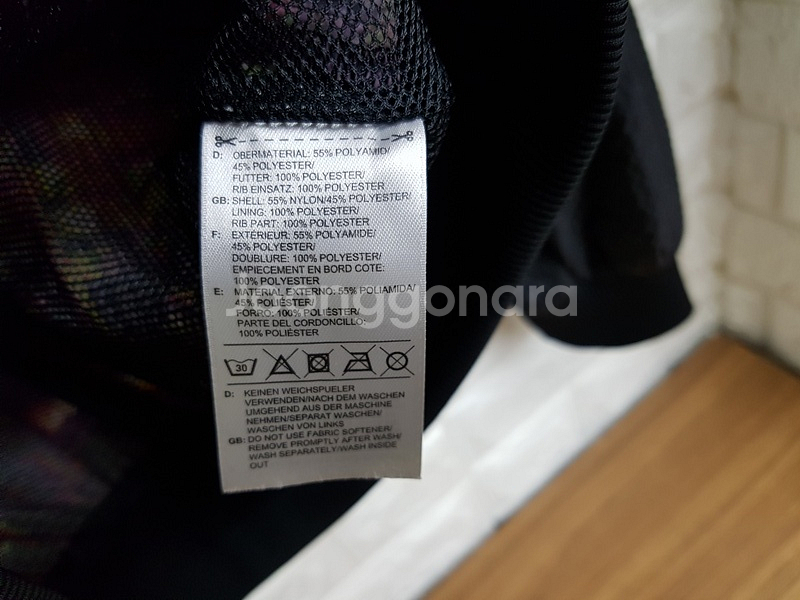 D: OBERMATERIAL: 55% POLYAMID/
45% POLYESTER/
FUTTER: 100% POLYESTER/
RIB EINSATZ: 100% POLYESTER
GB: SHELL: 55% NYLON/45% POLYESTER/
LINING: 100% POLYESTER/
RIB PART: 100% POLYESTER
F: EXTÉRIEUR: 55% POLYAMIDE/
45% POLYESTER/
DOUBLURE: 100% POLYESTER/
EMPIECEMENT EN BORD COTE:
100% POLYESTER
E: MATERIAL EXTERNO: 55% POLIAMIDA/
45% POLIÉSTER/
FORRO: 100% POLIÉSTER/
PARTE DEL CORDONCILLO:
100% POLIÉSTER
30
D: KEINEN WEICHSPUELER
VERWENDEN/NACH DEM WASCHEN
UMGEHEND AUS DER MASCHINE
NEHMEN/SEPARAT WASCHEN/
WASCHEN VON LINKS
GB: DO NOT USE FABRIC SOFTENER/
REMOVE PROMPTLY AFTER WASH/
WASH SEPARATELY/WASH INSIDE
OUT
Joonggonara